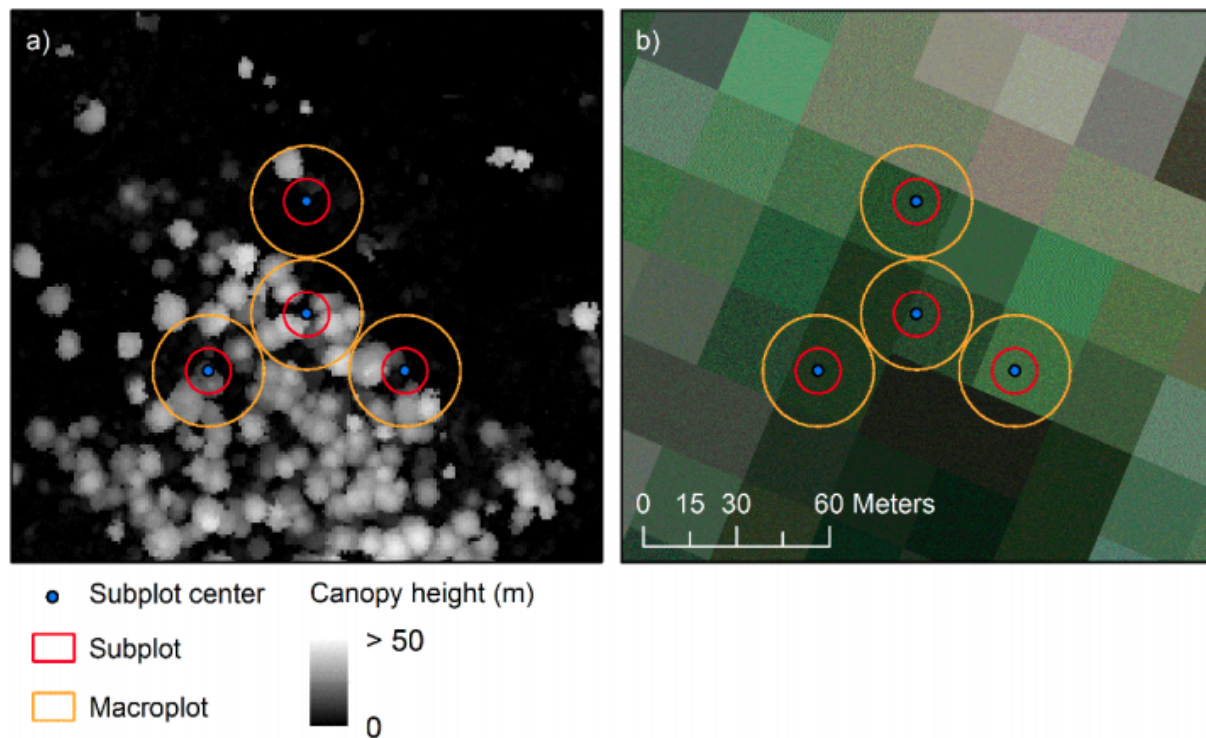 a)
b)
0 15 30 60 Meters
Subplot center
Subplot
Macroplot
Canopy height (m)
> 50
0